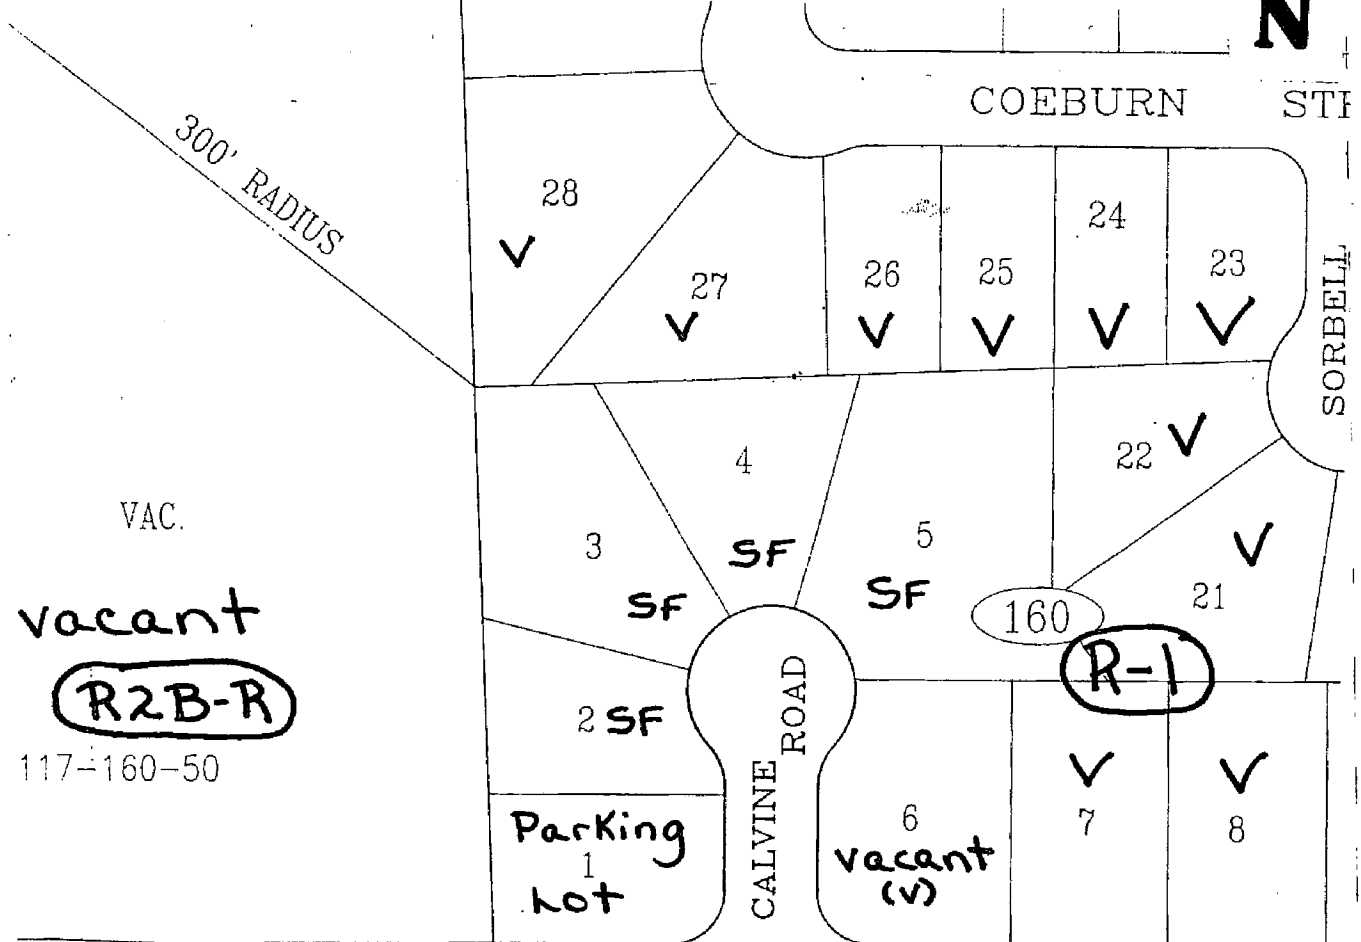 N
COEBURN
300' RADIUS
28
V
27
V
26
V
25
V
24
V
23
V
SORBELL
22 V
V
21
4
SF
3
SF
5
SF
160
R-1
VAC.
vacant
R2B-R
117-160-50
2 SF
CALVINE
ROAD
Parking
1
Lot
6
vacant
(V)
V
7
V
8